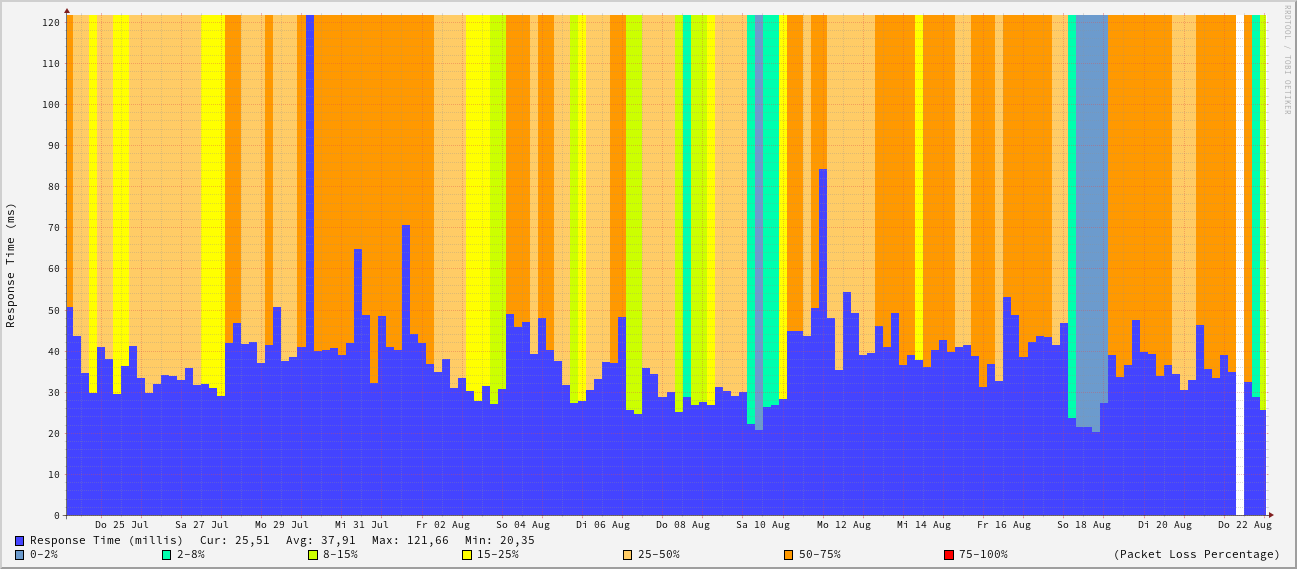 RRDTOOL / TOBI OETIKER
Response Time (ms)
120
110
100
90
80
70
60
50
40
30
20
10
0
Do 25 Jul Sa 27 Jul Mo 29 Jul Mi 31 Jul Fr 02 Aug So 04 Aug Di 06 Aug Do 08 Aug Sa 10 Aug Mo 12 Aug Mi 14 Aug Fr 16 Aug So 18 Aug Di 20 Aug Do 22 Aug
Response Time (millis) Cur: 25,51 Avg: 37,91 Max: 121,66 Min: 20,35
0-2% 2-8% 8-15% 15-25% 25-50% 50-75% 75-100% (Packet Loss Percentage)